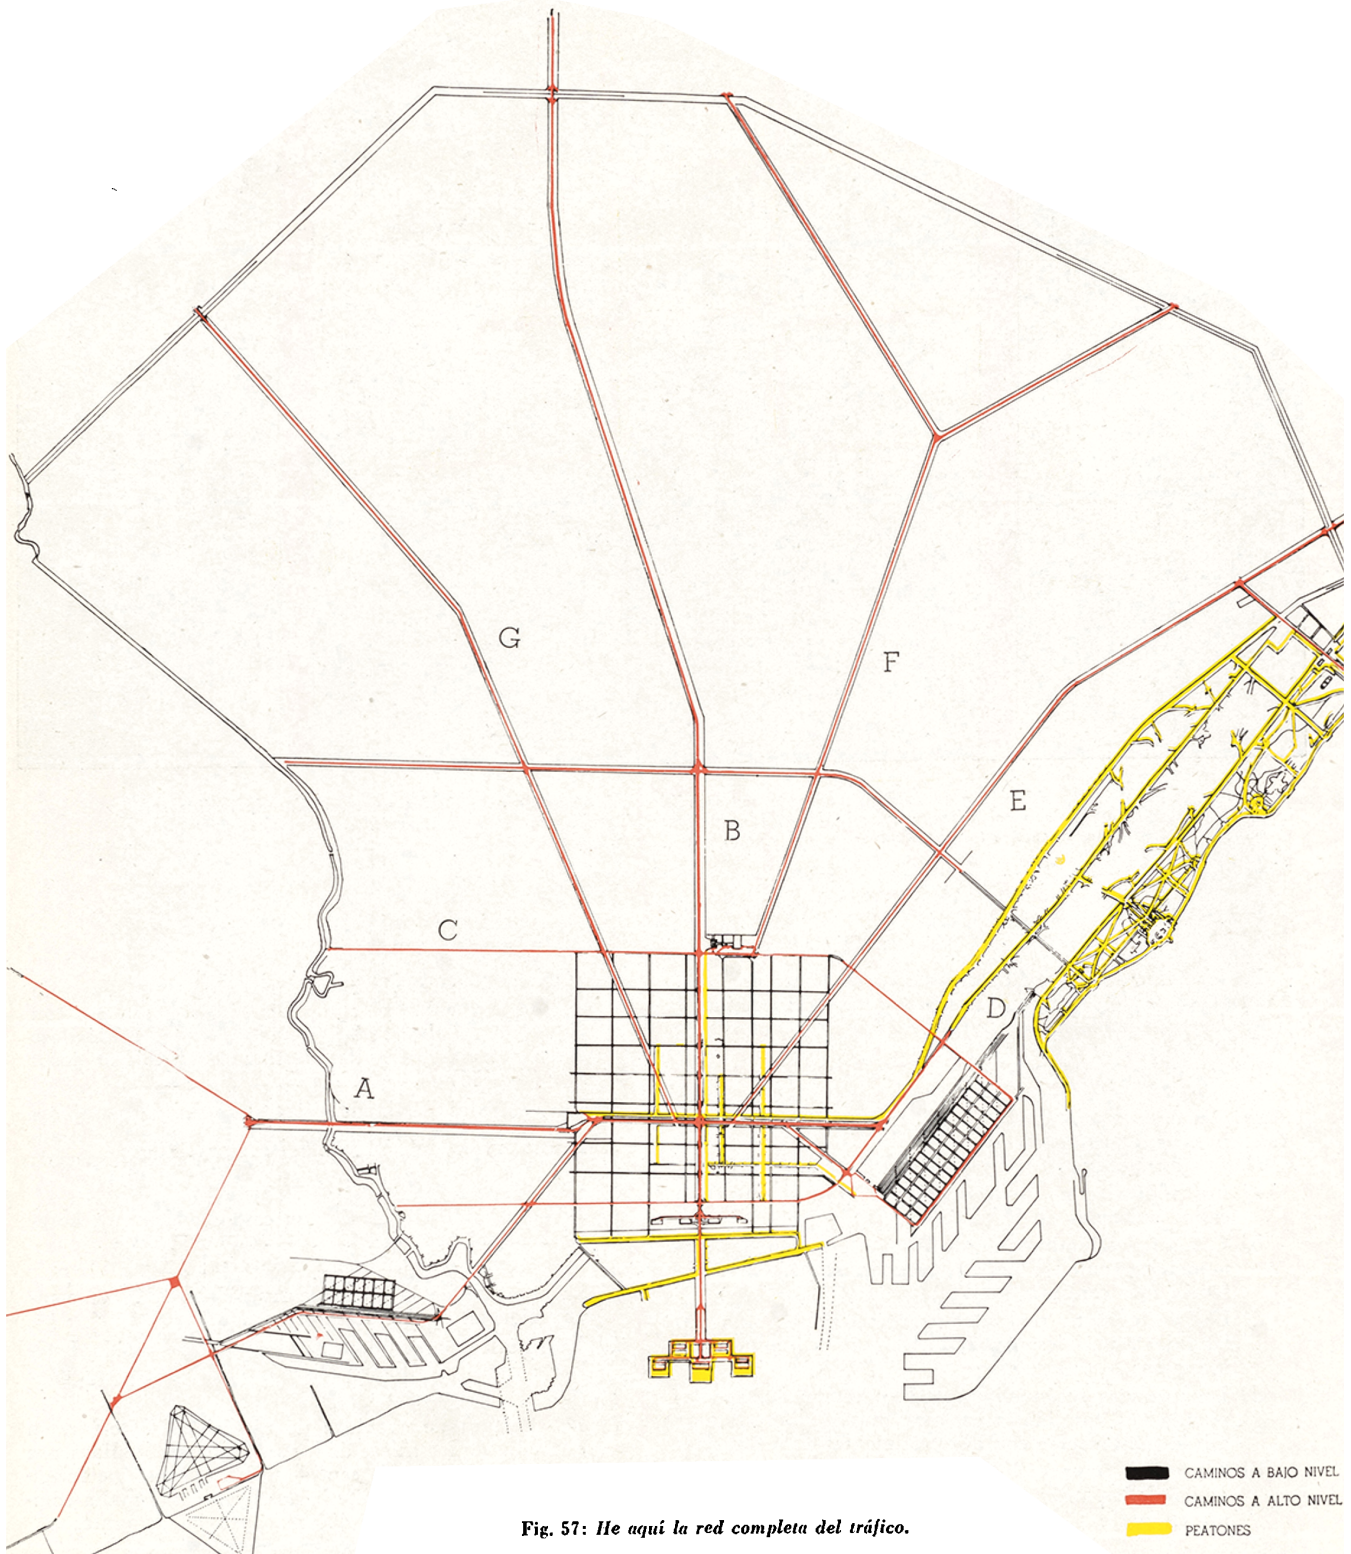 G
F
E
B
C
D
A
CAMINOS A BAJO NIVEL
CAMINOS A ALTO NIVEL
PEATONES
Fig. 57: He aquí la red completa del tráfico.